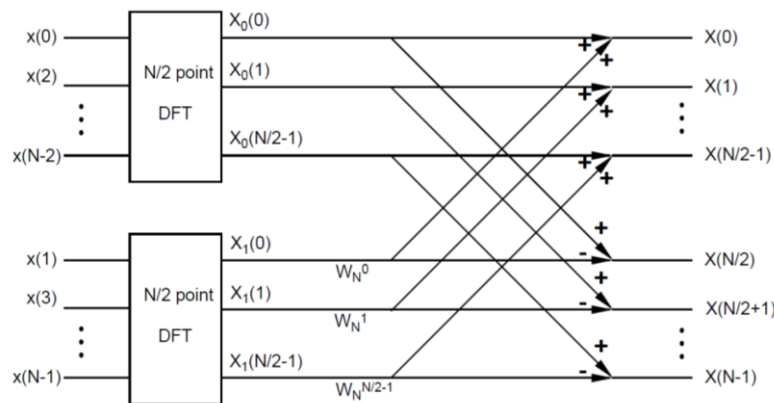 x(0)
x(2)
⋮
x(N-2)
N/2 point
DFT
X₀(0)
X₀(1)
X₀(N/2-1)
+
+
+
+
+
+
X(0)
X(1)
⋮
X(N/2-1)
x(1)
x(3)
⋮
x(N-1)
N/2 point
DFT
X₁(0)
X₁(1)
X₁(N/2-1)
W_N^0
W_N^1
W_N^{N/2-1}
+
-
+
-
+
-
X(N/2)
X(N/2+1)
⋮
X(N-1)